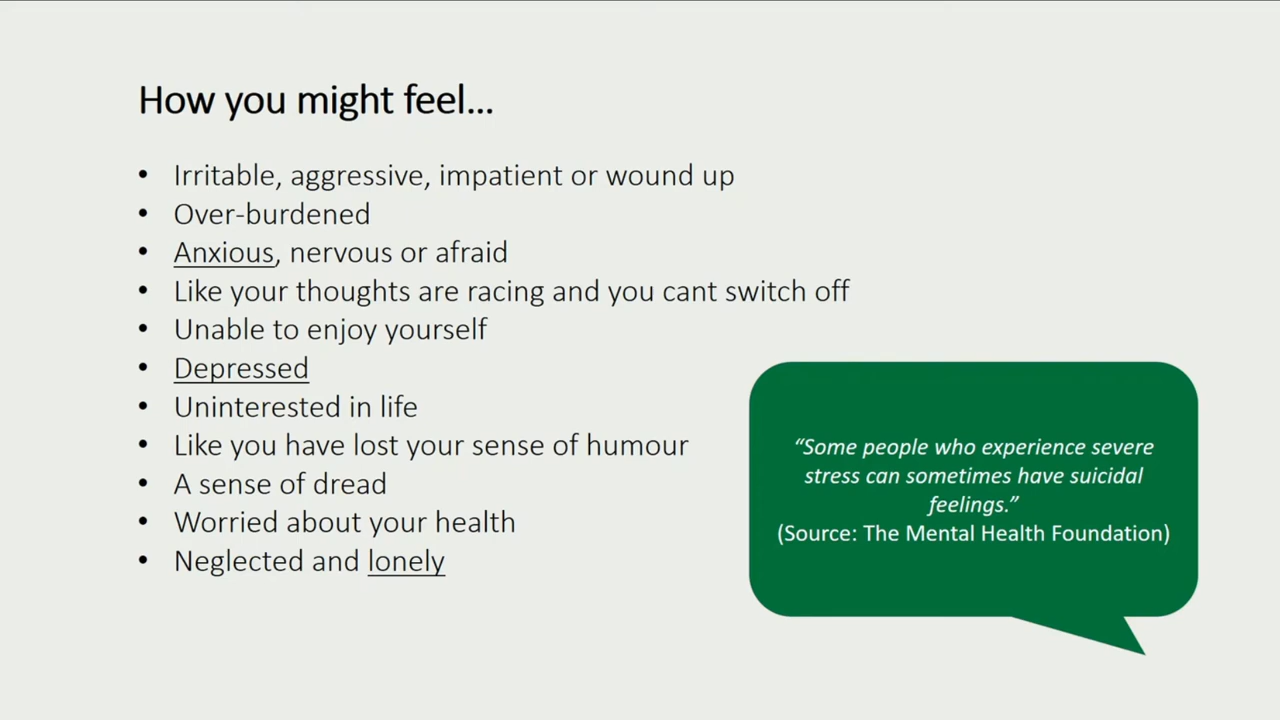 How you might feel...
• Irritable, aggressive, impatient or wound up
• Over-burdened
• Anxious, nervous or afraid
• Like your thoughts are racing and you cant switch off
• Unable to enjoy yourself
• Depressed
• Uninterested in life
• Like you have lost your sense of humour
• A sense of dread
• Worried about your health
• Neglected and lonely
“Some people who experience severe
stress can sometimes have suicidal
feelings.”
(Source: The Mental Health Foundation)